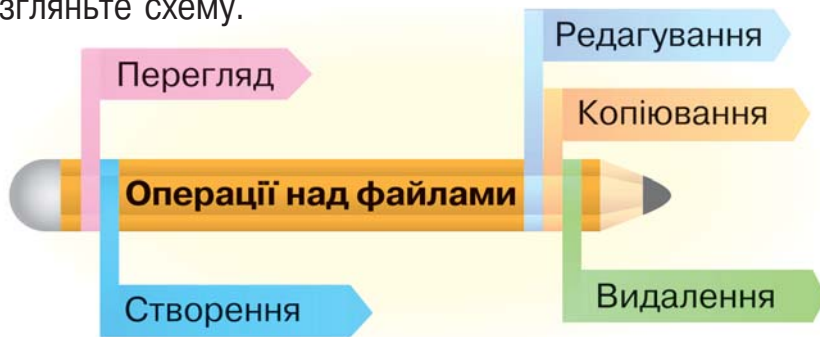 згляньте схему.
Перегляд
Редагування
Копіювання
Операції над файлами
Створення
Видалення